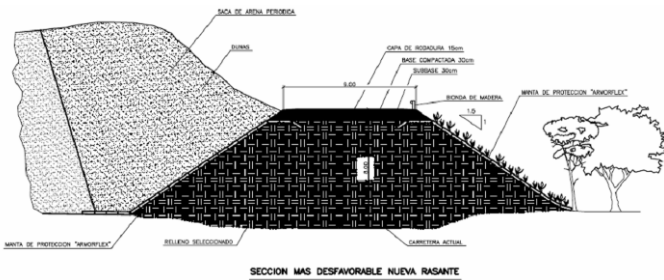 SACA DE ARENA PERIODICA
DUNAS
CAPA DE RODADURA 15cm
BASE COMPACTADA 30cm
SUBBASE 30cm
9.00
BIONDA DE MADERA
MANTA DE PROTECCION "ARMORFLEX"
1.5
1
6.00
MANTA DE PROTECCION "ARMORFLEX"
RELLENO SELECCIONADO
CARRETERA ACTUAL
SECCION MAS DESFAVORABLE NUEVA RASANTE